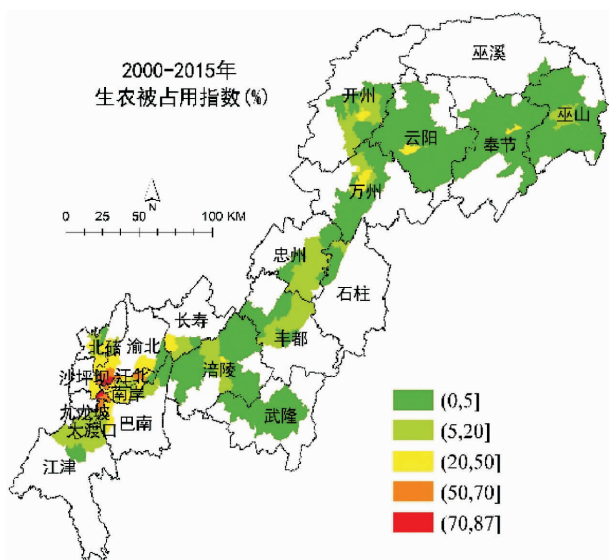 2000-2015年
生农被占用指数(%)
巫溪
开州
巫山
云阳
奉节
万州
N
0 25 50 100 KM
忠州
石柱
长寿
丰都
北碚
渝北
涪陵
沙坪坝
江北
南岸
九龙坡
巴南
大渡口
武隆
江津
(0,5]
(5,20]
(20,50]
(50,70]
(70,87]